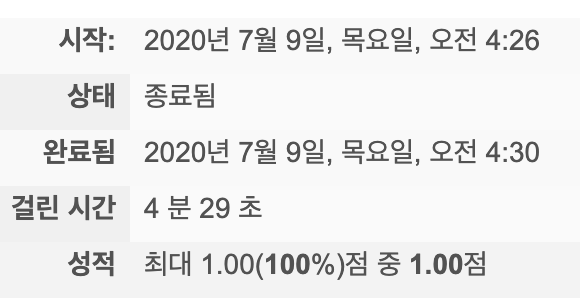 시작: 2020년 7월 9일, 목요일, 오전 4:26
상태 종료됨
완료됨 2020년 7월 9일, 목요일, 오전 4:30
걸린 시간 4 분 29 초
성적 최대 1.00(100%)점 중 1.00점